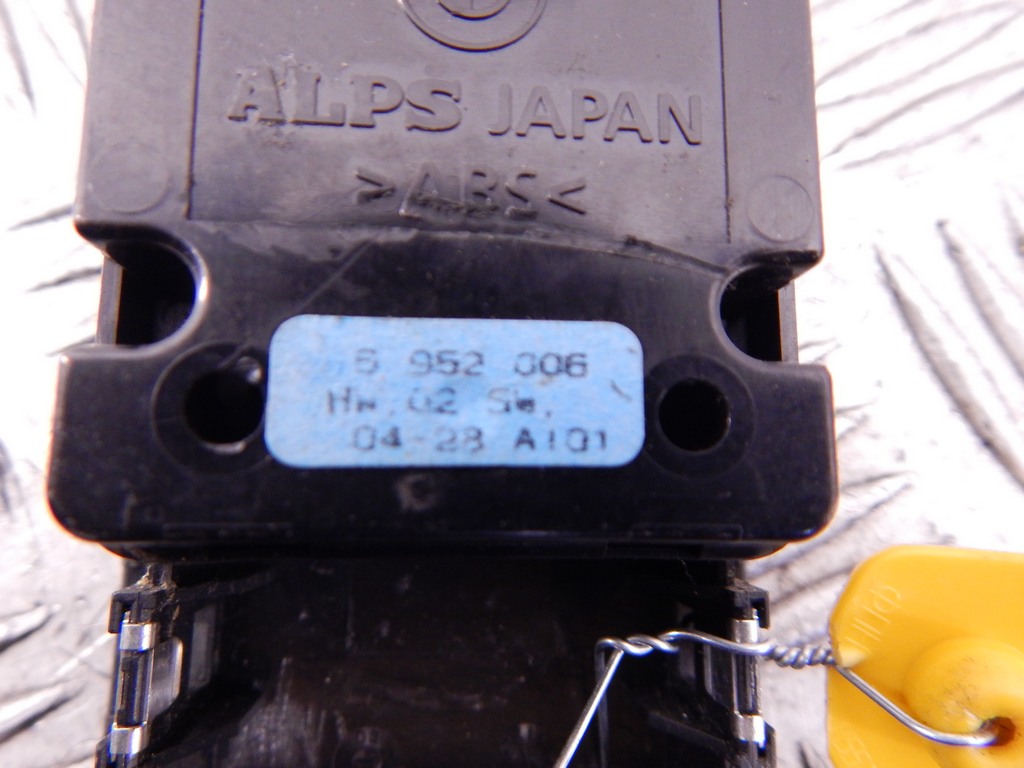 ALPS JAPAN
>ABS<
6 952 006
Hw.02 Sw.
04-28 A101